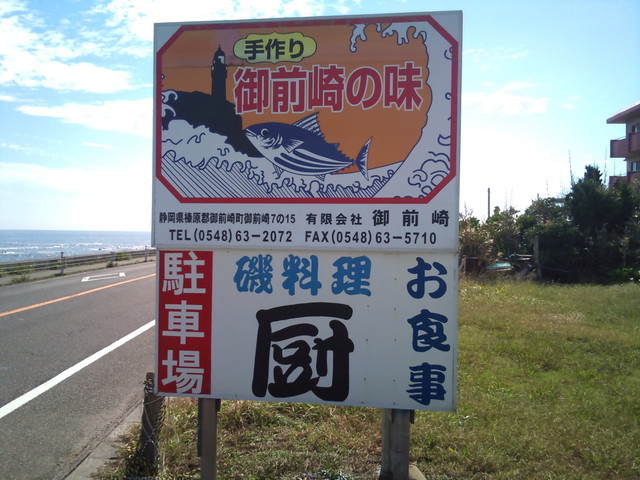 手作り
御前崎の味
静岡県榛原郡御前崎町御前崎7の15 有限会社 御前崎
TEL(0548)63-2072 FAX(0548)63-5710
駐車場
磯料理
厨
お食事